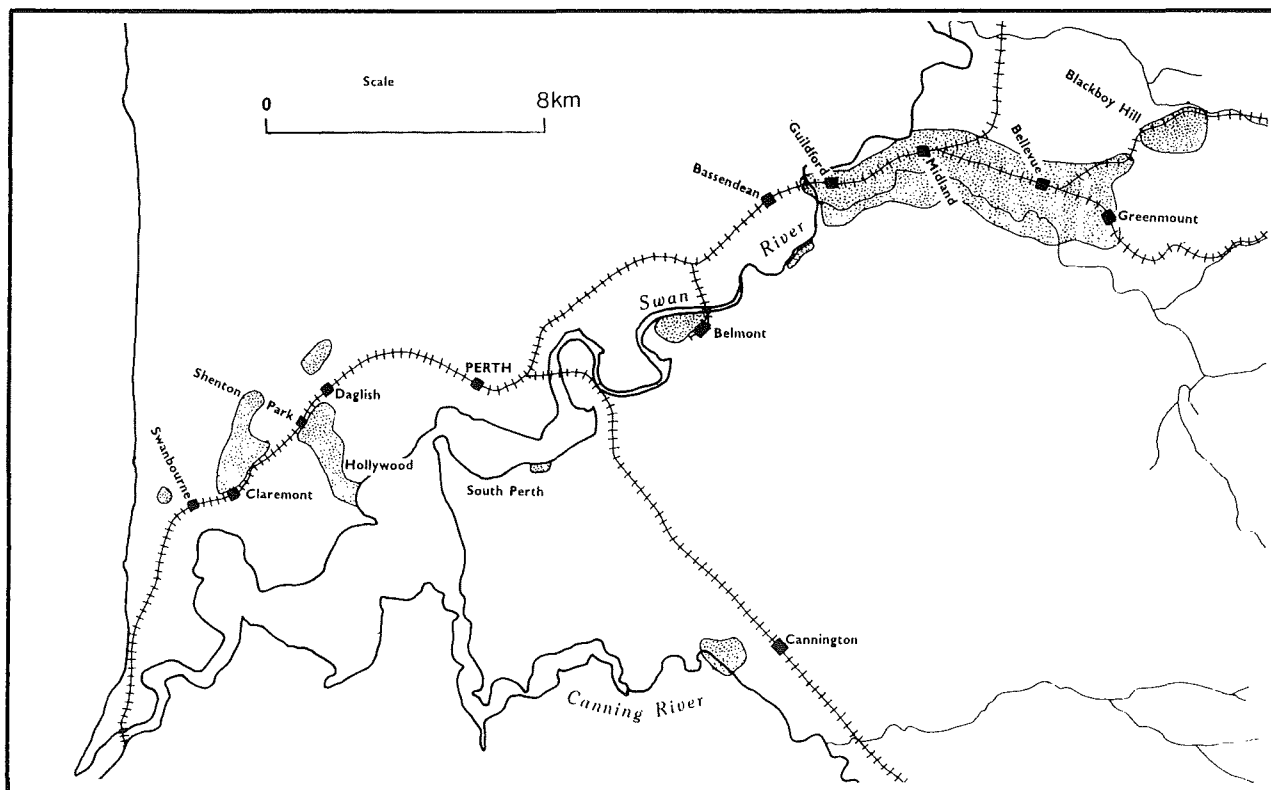 Scale
0 8km
Blackboy Hill
Guildford
Bellevue
Midland
Bassendean
Greenmount
River
Swan
Belmont
PERTH
Shenton
Park
Daglish
Swanbourne
Hollywood
Claremont
South Perth
Cannington
Canning River